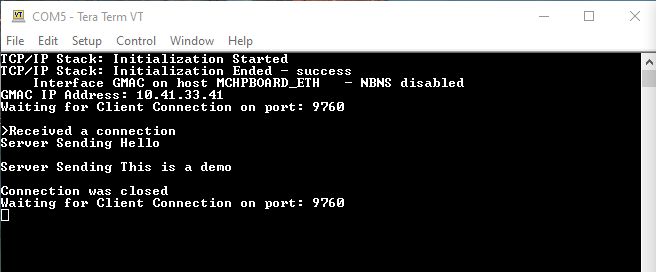 VT COM5 - Tera Term VT
File Edit Setup Control Window Help
TCP/IP Stack: Initialization Started
TCP/IP Stack: Initialization Ended - success
    Interface GMAC on host MCHPBOARD_ETH   - NBNS disabled
GMAC IP Address: 10.41.33.41
Waiting for Client Connection on port: 9760
>Received a connection
Server Sending Hello
Server Sending This is a demo
Connection was closed
Waiting for Client Connection on port: 9760